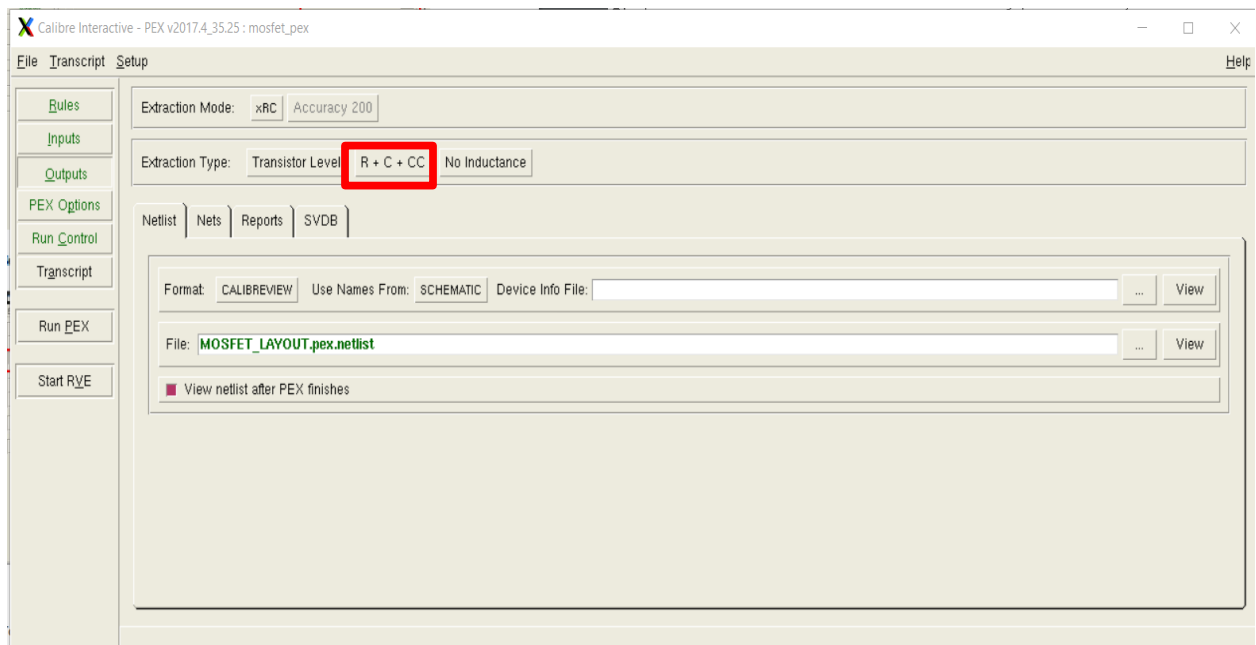 Calibre Interactive - PEX v2017.4_35.25 : mosfet_pex
File Transcript Setup Help
Rules
Inputs
Outputs
PEX Options
Run Control
Transcript
Run PEX
Start RVE
Extraction Mode: xRC Accuracy 200
Extraction Type: Transistor Level R + C + CC No Inductance
Netlist Nets Reports SVDB
Format: CALIBREVIEW Use Names From: SCHEMATIC Device Info File: ... View
File: MOSFET_LAYOUT.pex.netlist ... View
View netlist after PEX finishes